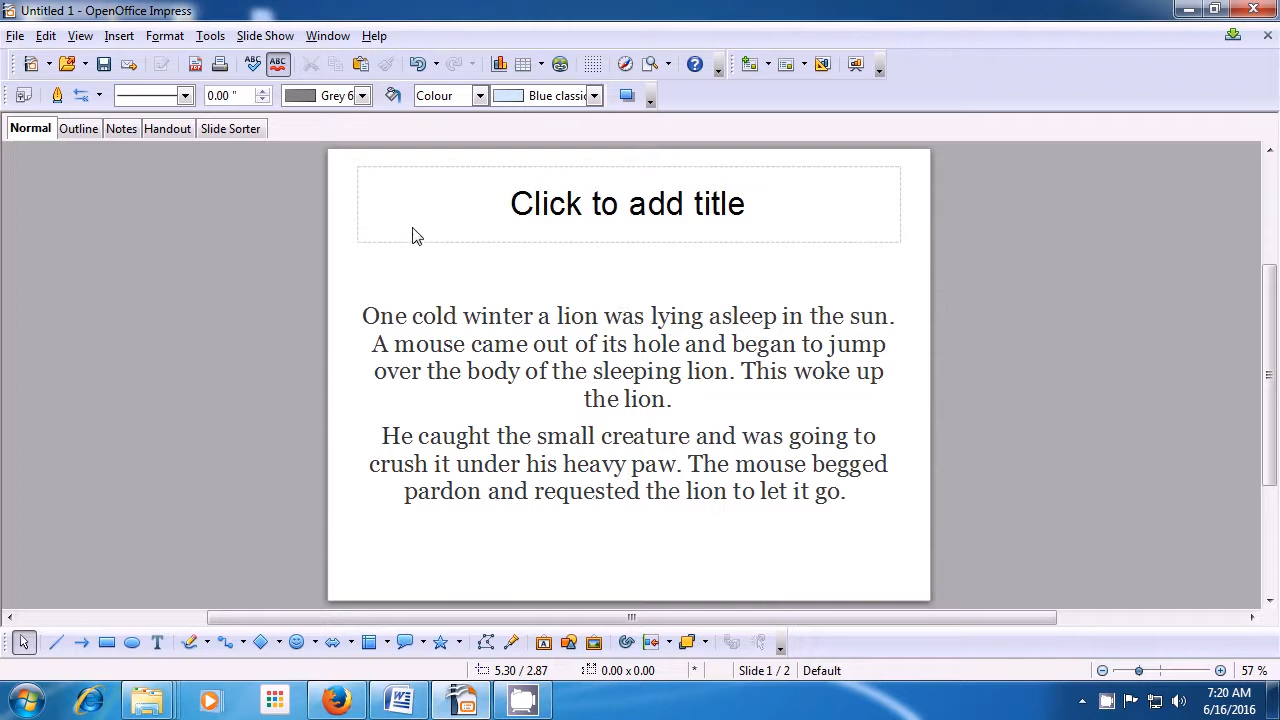 Untitled 1 - OpenOffice Impress
File Edit View Insert Format Tools Slide Show Window Help
ABC ABC
0.00 " Grey 6 Colour Blue classic
Normal Outline Notes Handout Slide Sorter
Click to add title
One cold winter a lion was lying asleep in the sun.
A mouse came out of its hole and began to jump
over the body of the sleeping lion. This woke up
the lion.
He caught the small creature and was going to
crush it under his heavy paw. The mouse begged
pardon and requested the lion to let it go.
5.30 / 2.87 0.00 x 0.00 * Slide 1 / 2 Default 57 %
7:20 AM
6/16/2016